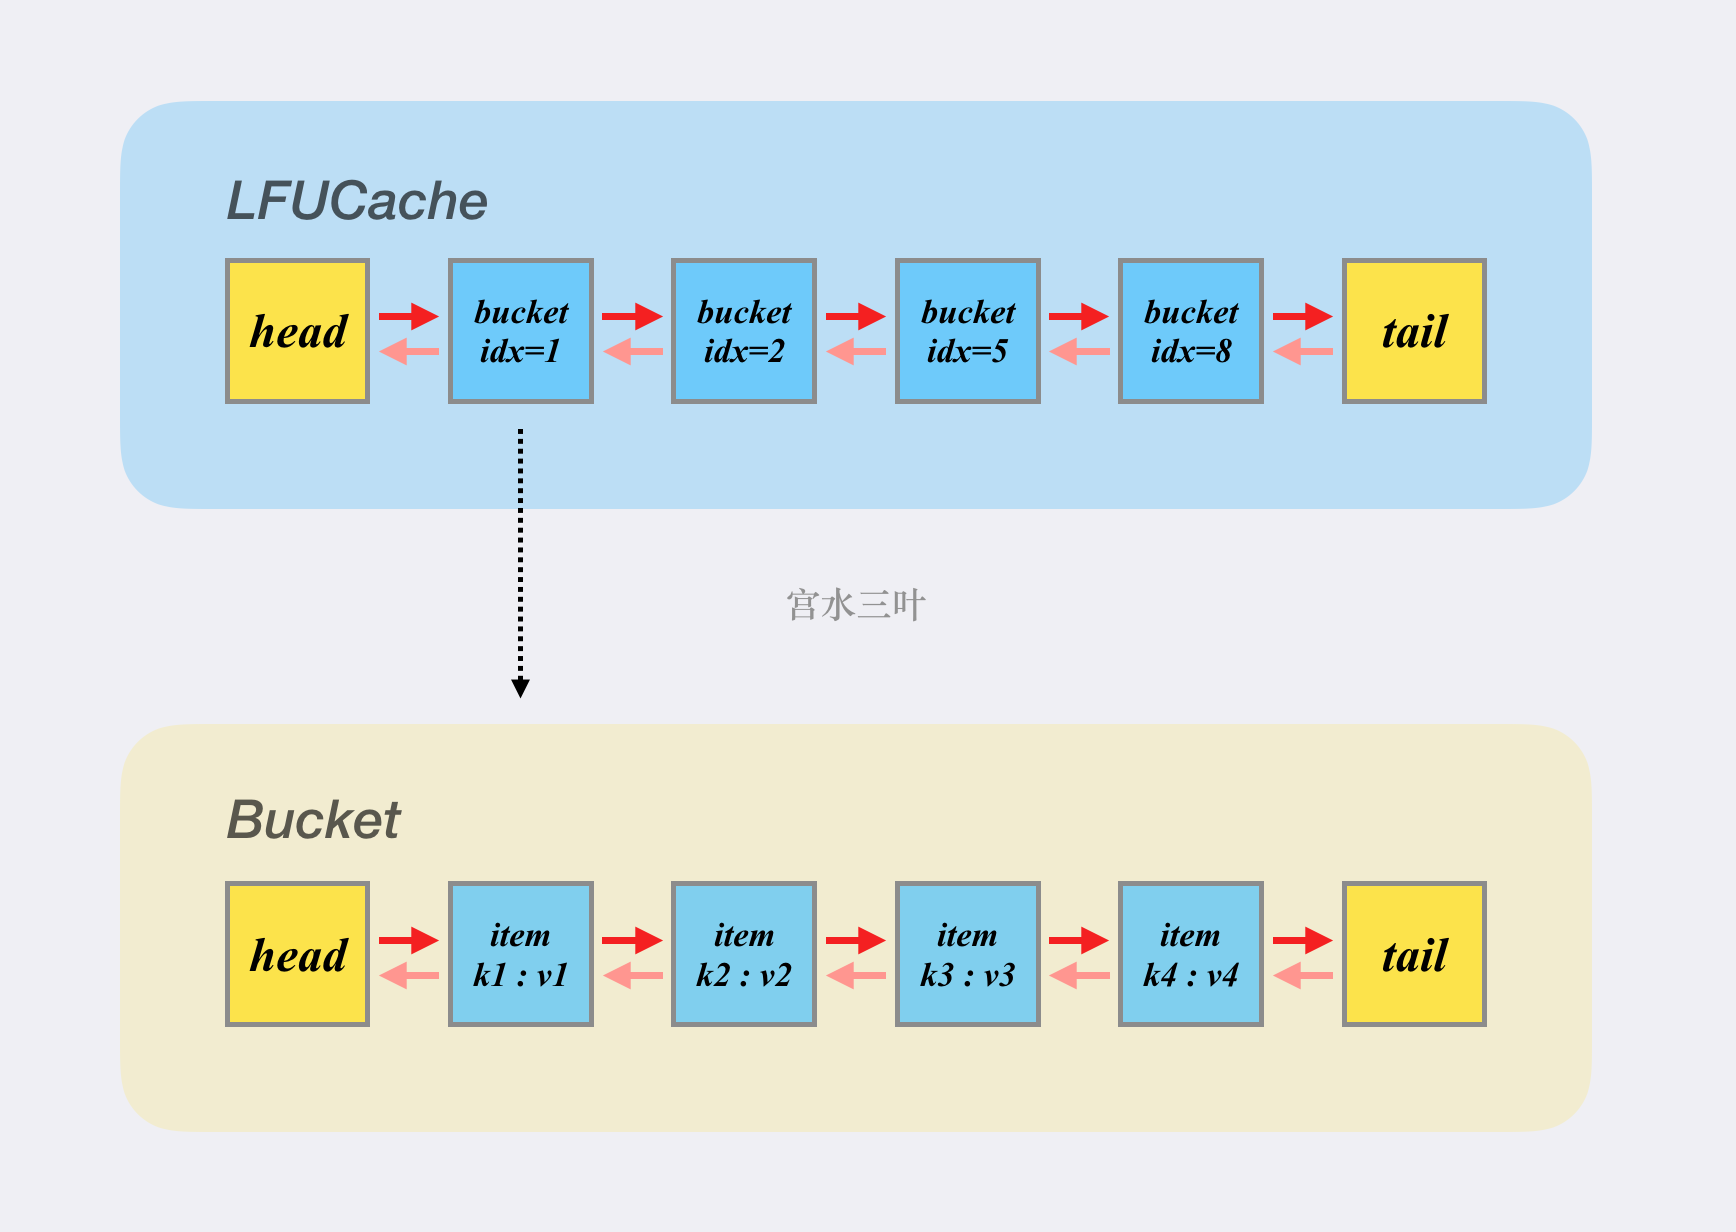 LFUCache
head
bucket
idx=1
bucket
idx=2
bucket
idx=5
bucket
idx=8
tail
宫水三叶
Bucket
head
item
k1 : v1
item
k2 : v2
item
k3 : v3
item
k4 : v4
tail